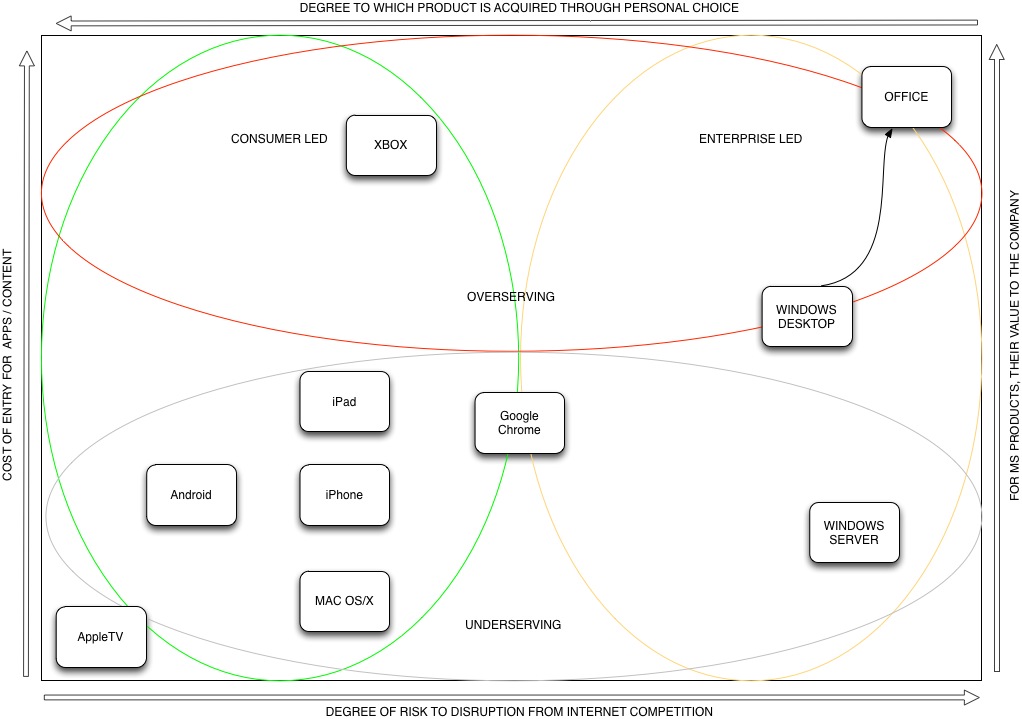 DEGREE TO WHICH PRODUCT IS ACQUIRED THROUGH PERSONAL CHOICE
OFFICE
CONSUMER LED
XBOX
ENTERPRISE LED
COST OF ENTRY FOR APPS / CONTENT
FOR MS PRODUCTS, THEIR VALUE TO THE COMPANY
OVERSERVING
WINDOWS
DESKTOP
iPad
Google
Chrome
Android
iPhone
WINDOWS
SERVER
MAC OS/X
UNDERSERVING
AppleTV
DEGREE OF RISK TO DISRUPTION FROM INTERNET COMPETITION